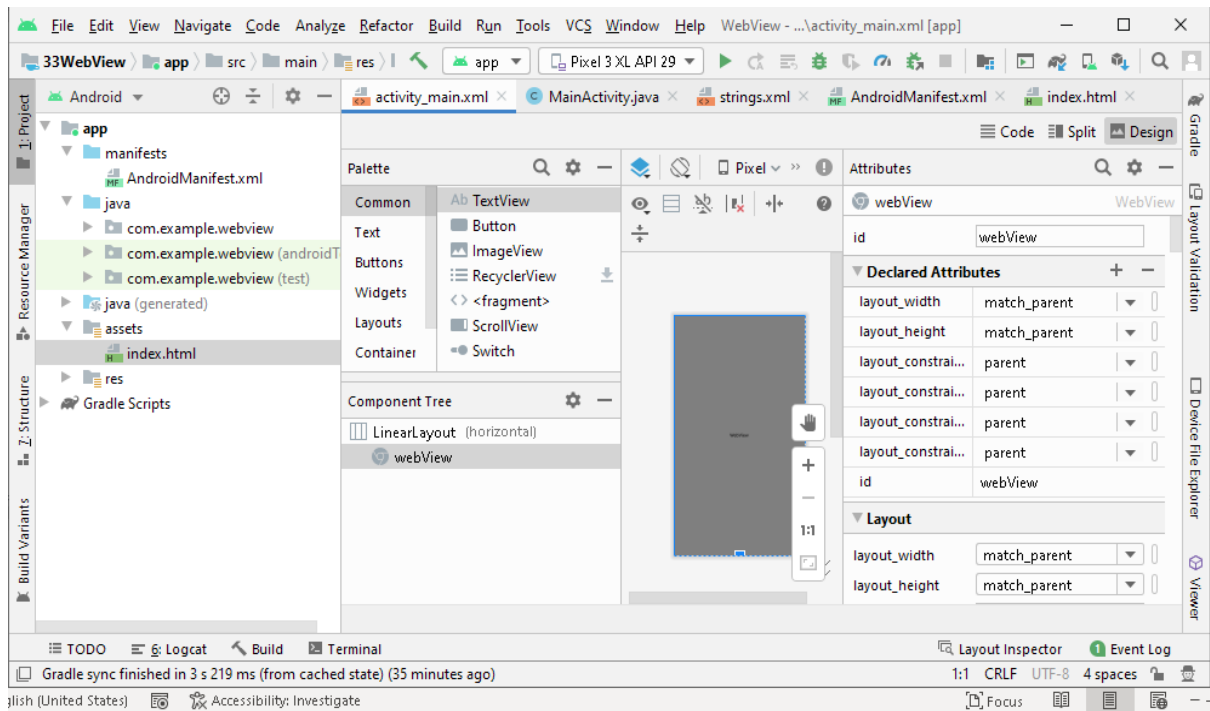 File Edit View Navigate Code Analyze Refactor Build Run Tools VCS Window Help WebView - ...\activity_main.xml [app]
33WebView app src main res app Pixel 3 XL API 29
Android
activity_main.xml MainActivity.java strings.xml AndroidManifest.xml index.html
Code Split Design
1: Project
Resource Manager
Z: Structure
Build Variants
app
manifests
AndroidManifest.xml
java
com.example.webview
com.example.webview (androidT
com.example.webview (test)
java (generated)
assets
index.html
res
Gradle Scripts
Palette
Common
Text
Buttons
Widgets
Layouts
Container
Ab TextView
Button
ImageView
RecyclerView
<fragment>
ScrollView
Switch
Component Tree
LinearLayout (horizontal)
webView
Pixel
WebView
1:1
Attributes
webView WebView
id webView
Declared Attributes
layout_width match_parent
layout_height match_parent
layout_constrai... parent
layout_constrai... parent
layout_constrai... parent
layout_constrai... parent
id webView
Layout
layout_width match_parent
layout_height match_parent
Gradle
Layout Validation
Device File Explorer
Viewer
TODO 6: Logcat Build Terminal Layout Inspector 1 Event Log
Gradle sync finished in 3 s 219 ms (from cached state) (35 minutes ago) 1:1 CRLF UTF-8 4 spaces
glish (United States) Accessibility: Investigate Focus